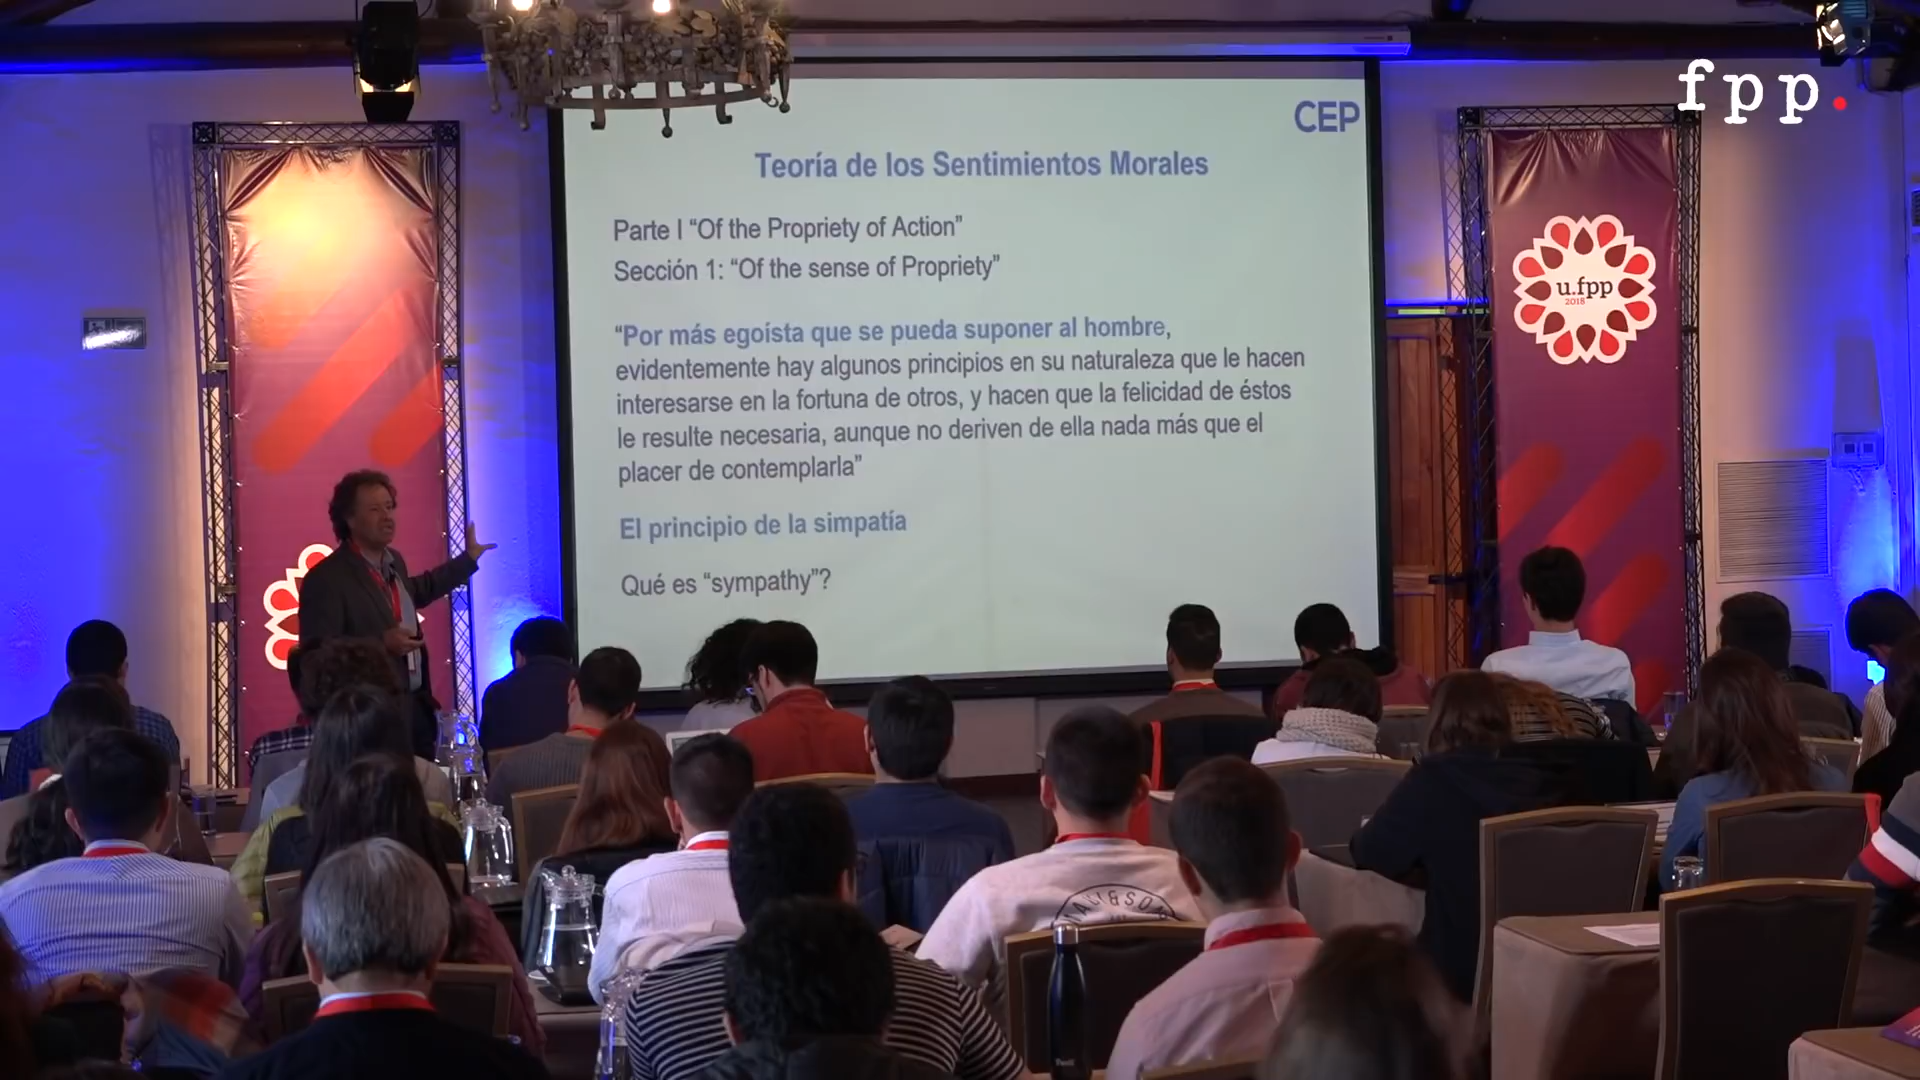 fpp.
CEP
Teoría de los Sentimientos Morales
Parte I “Of the Propriety of Action”
Sección 1: “Of the sense of Propriety”
“Por más egoísta que se pueda suponer al hombre,
evidentemente hay algunos principios en su naturaleza que le hacen
interesarse en la fortuna de otros, y hacen que la felicidad de éstos
le resulte necesaria, aunque no deriven de ella nada más que el
placer de contemplarla”
El principio de la simpatía
Qué es “sympathy”?
u.fpp
2018